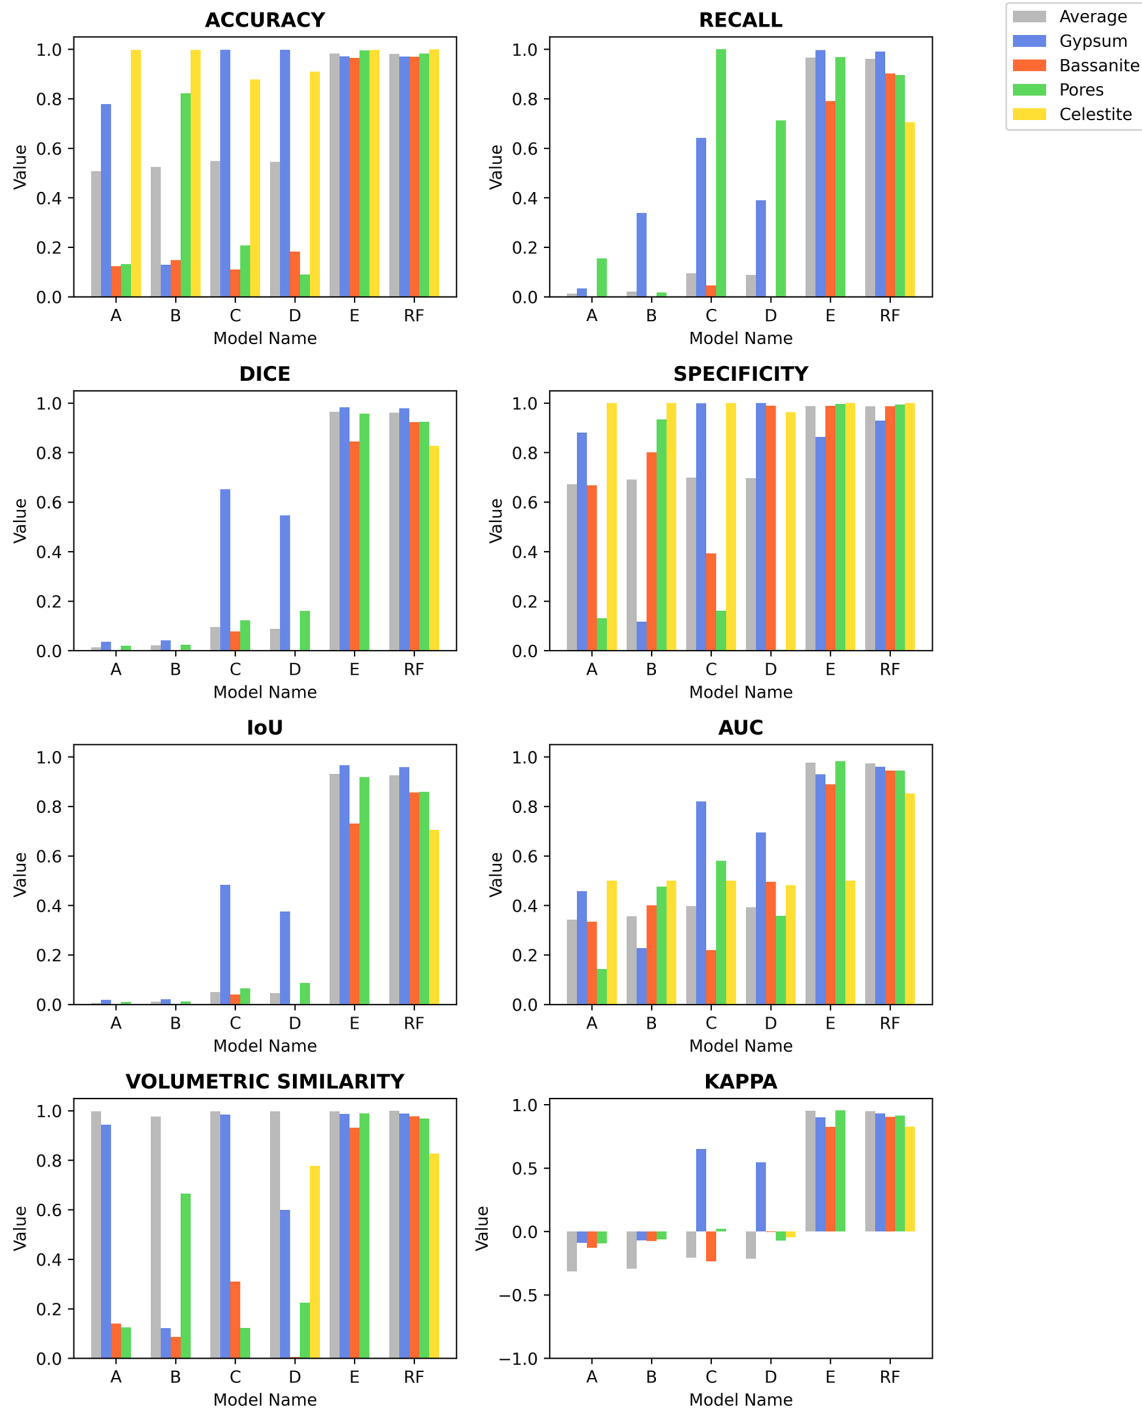 ACCURACY
1.0
0.8
0.6
0.4
0.2
0.0
Value
A B C D E RF
Model Name
RECALL
1.0
0.8
0.6
0.4
0.2
0.0
Value
A B C D E RF
Model Name
Average
Gypsum
Bassanite
Pores
Celestite
DICE
1.0
0.8
0.6
0.4
0.2
0.0
Value
A B C D E RF
Model Name
SPECIFICITY
1.0
0.8
0.6
0.4
0.2
0.0
Value
A B C D E RF
Model Name
IoU
1.0
0.8
0.6
0.4
0.2
0.0
Value
A B C D E RF
Model Name
AUC
1.0
0.8
0.6
0.4
0.2
0.0
Value
A B C D E RF
Model Name
VOLUMETRIC SIMILARITY
1.0
0.8
0.6
0.4
0.2
0.0
Value
A B C D E RF
Model Name
KAPPA
1.0
0.5
0.0
−0.5
−1.0
Value
A B C D E RF
Model Name